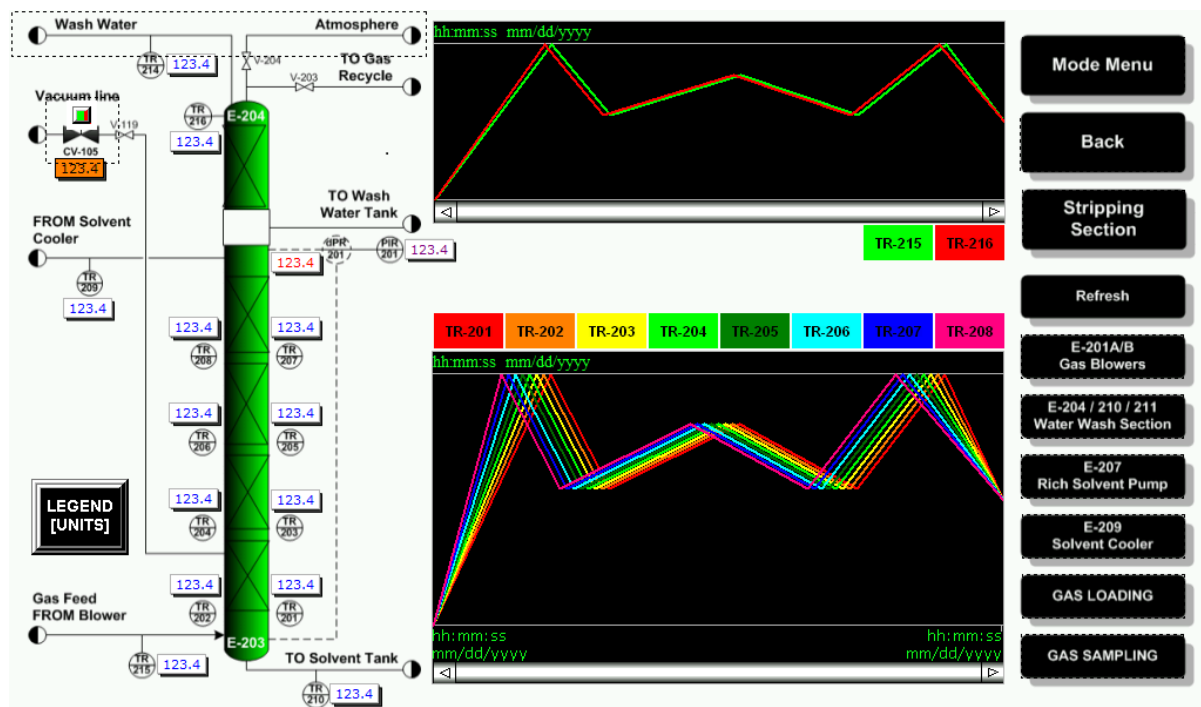 Wash Water
Atmosphere
TR
214
123.4
V-204
TO Gas
Recycle
V-203
Vacuum line
V-119
CV-105
123.4
TR
216
123.4
E-204
TO Wash
Water Tank
FROM Solvent
Cooler
TR
209
123.4
123.4
BPR
201
PIR
201
123.4
123.4
123.4
TR
208
TR
207
123.4
123.4
TR
206
TR
205
123.4
123.4
TR
204
TR
203
LEGEND
[UNITS]
123.4
123.4
TR
202
TR
201
Gas Feed
FROM Blower
E-203
TR
215
123.4
TO Solvent Tank
TR
210
123.4
hh:mm:ss mm/dd/yyyy
TR-215
TR-216
TR-201
TR-202
TR-203
TR-204
TR-205
TR-206
TR-207
TR-208
hh:mm:ss mm/dd/yyyy
hh:mm:ss
mm/dd/yyyy
hh:mm:ss
mm/dd/yyyy
Mode Menu
Back
Stripping
Section
Refresh
E-201A/B
Gas Blowers
E-204 / 210 / 211
Water Wash Section
E-207
Rich Solvent Pump
E-209
Solvent Cooler
GAS LOADING
GAS SAMPLING